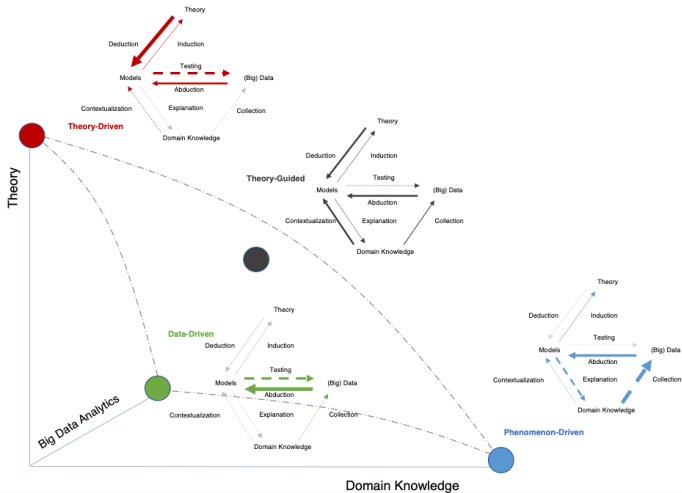 Theory
Deduction
Induction
Testing
Models
(Big) Data
Abduction
Contextualization
Explanation
Collection
Theory-Driven
Domain Knowledge
Theory
Deduction
Induction
Theory-Guided
Testing
Models
(Big) Data
Abduction
Contextualization
Explanation
Collection
Domain Knowledge
Theory
Data-Driven
Theory
Deduction
Induction
Testing
Models
(Big) Data
Abduction
Contextualization
Explanation
Collection
Domain Knowledge
Theory
Deduction
Induction
Testing
Models
(Big) Data
Abduction
Contextualization
Explanation
Collection
Domain Knowledge
Phenomenon-Driven
Big Data Analytics
Domain Knowledge